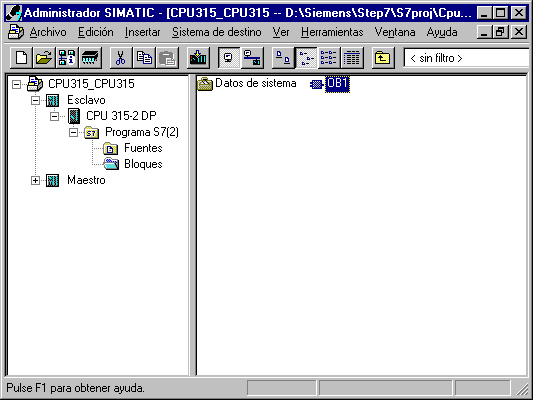 Administrador SIMATIC - [CPU315_CPU315 -- D:\Siemens\Step7\S7proj\Cpu...
Archivo Edición Insertar Sistema de destino Ver Herramientas Ventana Ayuda
< sin filtro >
CPU315_CPU315
Esclavo
CPU 315-2 DP
Programa S7(2)
Fuentes
Bloques
Maestro
Datos de sistema OB1
Pulse F1 para obtener ayuda.